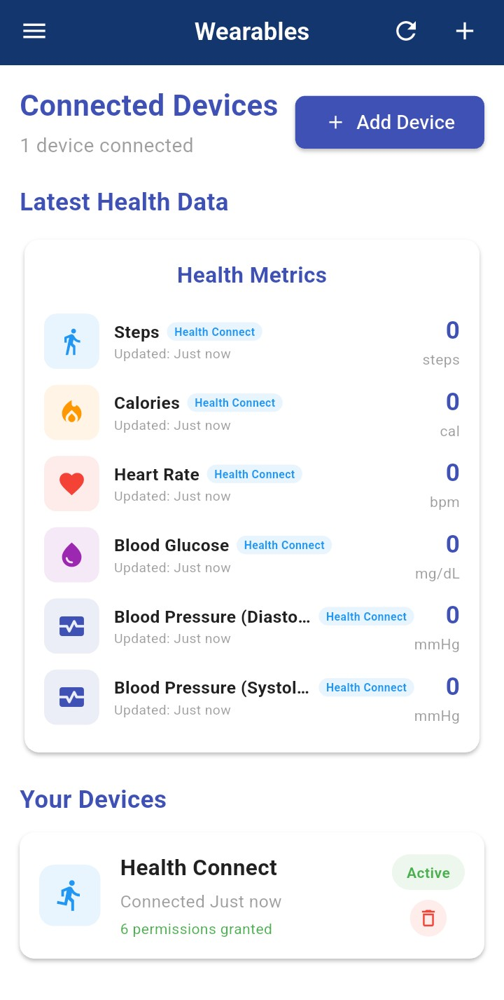 Wearables
Connected Devices
1 device connected
Add Device
Latest Health Data
Health Metrics
Steps Health Connect 0
Updated: Just now steps
Calories Health Connect 0
Updated: Just now cal
Heart Rate Health Connect 0
Updated: Just now bpm
Blood Glucose Health Connect 0
Updated: Just now mg/dL
Blood Pressure (Diasto... Health Connect 0
Updated: Just now mmHg
Blood Pressure (Systol... Health Connect 0
Updated: Just now mmHg
Your Devices
Health Connect Active
Connected Just now
6 permissions granted